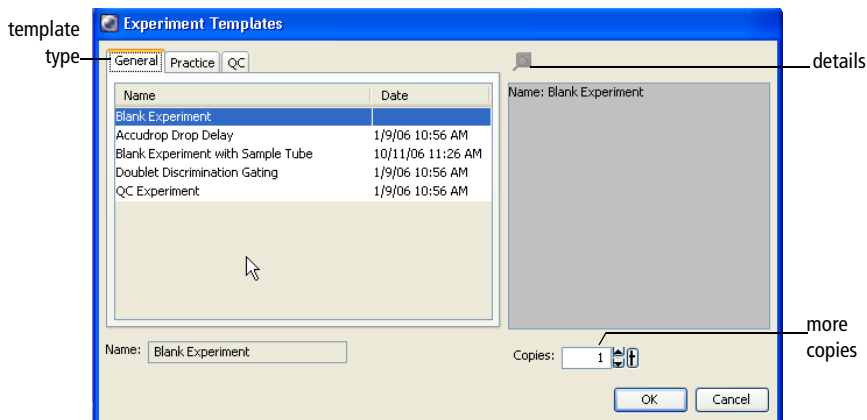 Experiment Templates
template type
General Practice QC
details
Name Date
Name: Blank Experiment
Blank Experiment
Accudrop Drop Delay 1/9/06 10:56 AM
Blank Experiment with Sample Tube 10/11/06 11:26 AM
Doublet Discrimination Gating 1/9/06 10:56 AM
QC Experiment 1/9/06 10:56 AM
more copies
Name: Blank Experiment
Copies: 1
OK Cancel